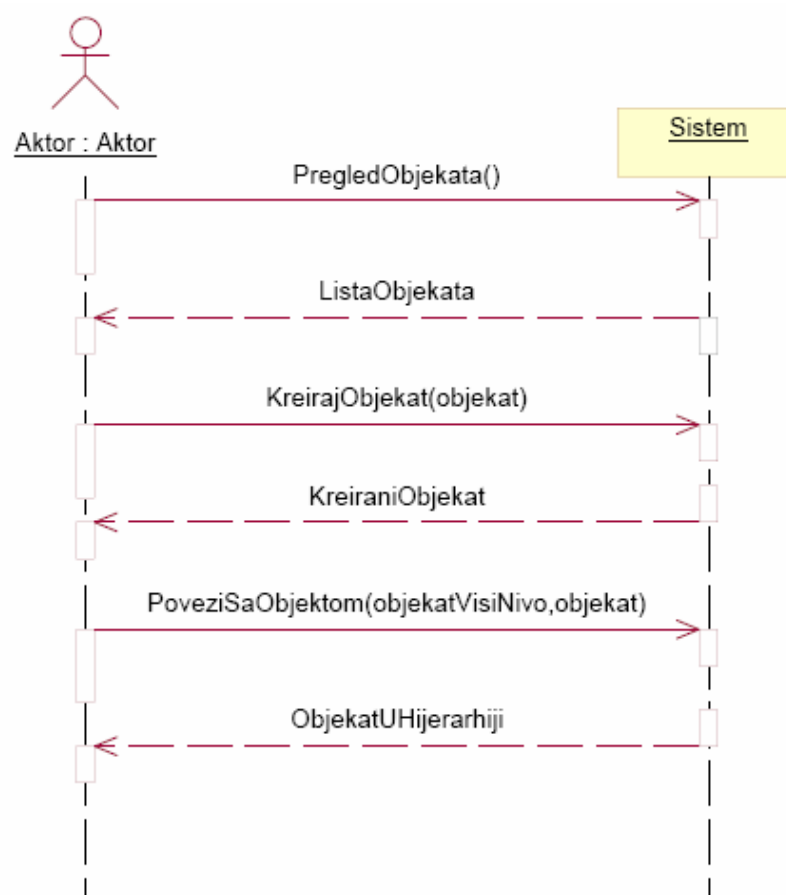 Aktor : Aktor
Sistem
PregledObjekata()
ListaObjekata
KreirajObjekat(objekat)
KreiraniObjekat
PoveziSaObjektom(objekatVisiNivo,objekat)
ObjekatUHijerarhiji